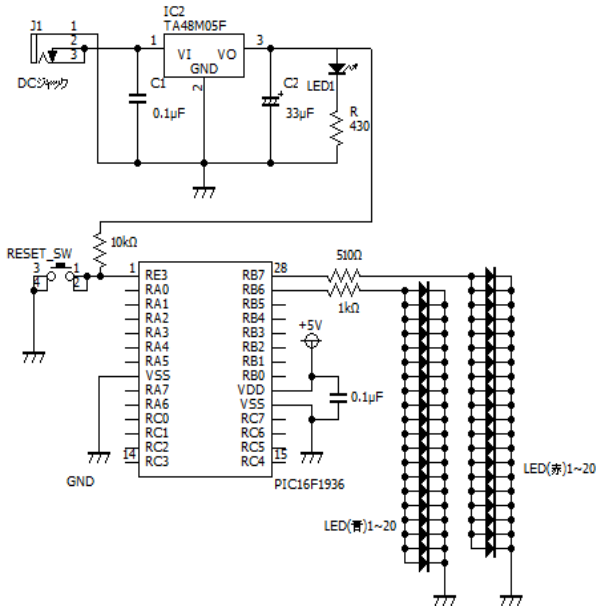 IC2
TA48M05F
J1
1
2
3
1
VI
VO
3
GND
2
DCジャック
C1
0.1μF
C2
+
33μF
LED1
R
430
RESET_SW
10kΩ
3
4
1
2
1
RE3
RA0
RA1
RA2
RA3
RA4
RA5
VSS
RA7
RA6
RC0
RC1
RC2
14
RC3
RB7
28
RB6
RB5
RB4
RB3
RB2
RB1
RB0
VDD
VSS
RC7
RC6
RC5
RC4
15
510Ω
1kΩ
+5V
0.1μF
GND
PIC16F1936
LED(青)1~20
LED(赤)1~20